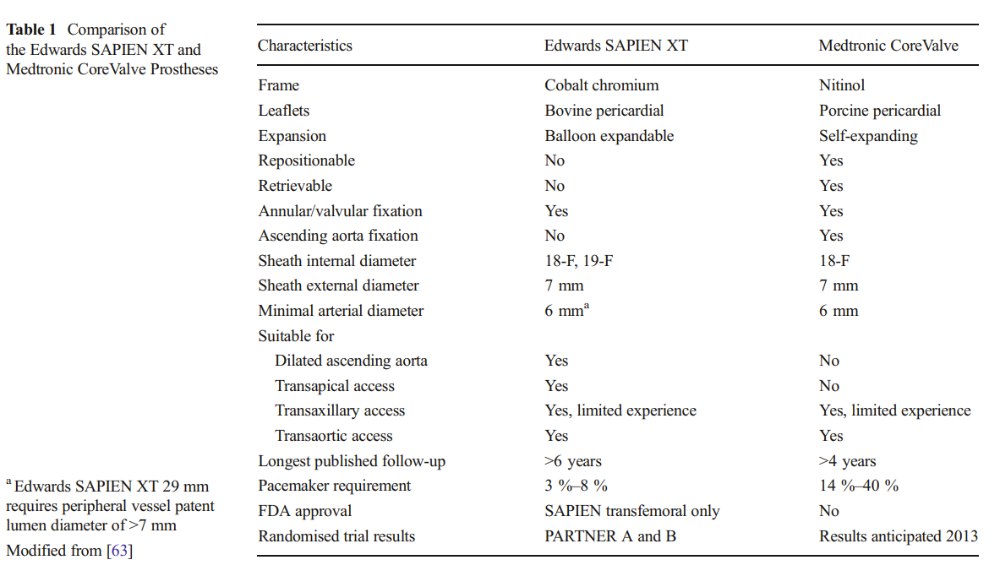 Table 1 Comparison of
the Edwards SAPIEN XT and
Medtronic CoreValve Prostheses
Characteristics Edwards SAPIEN XT Medtronic CoreValve
Frame Cobalt chromium Nitinol
Leaflets Bovine pericardial Porcine pericardial
Expansion Balloon expandable Self-expanding
Repositionable No Yes
Retrievable No Yes
Annular/valvular fixation Yes Yes
Ascending aorta fixation No Yes
Sheath internal diameter 18-F, 19-F 18-F
Sheath external diameter 7 mm 7 mm
Minimal arterial diameter 6 mmᵃ 6 mm
Suitable for
Dilated ascending aorta Yes No
Transapical access Yes No
Transaxillary access Yes, limited experience Yes, limited experience
Transaortic access Yes Yes
Longest published follow-up >6 years >4 years
Pacemaker requirement 3 %–8 % 14 %–40 %
FDA approval SAPIEN transfemoral only No
Randomised trial results PARTNER A and B Results anticipated 2013
ᵃ Edwards SAPIEN XT 29 mm
requires peripheral vessel patent
lumen diameter of >7 mm
Modified from [63]